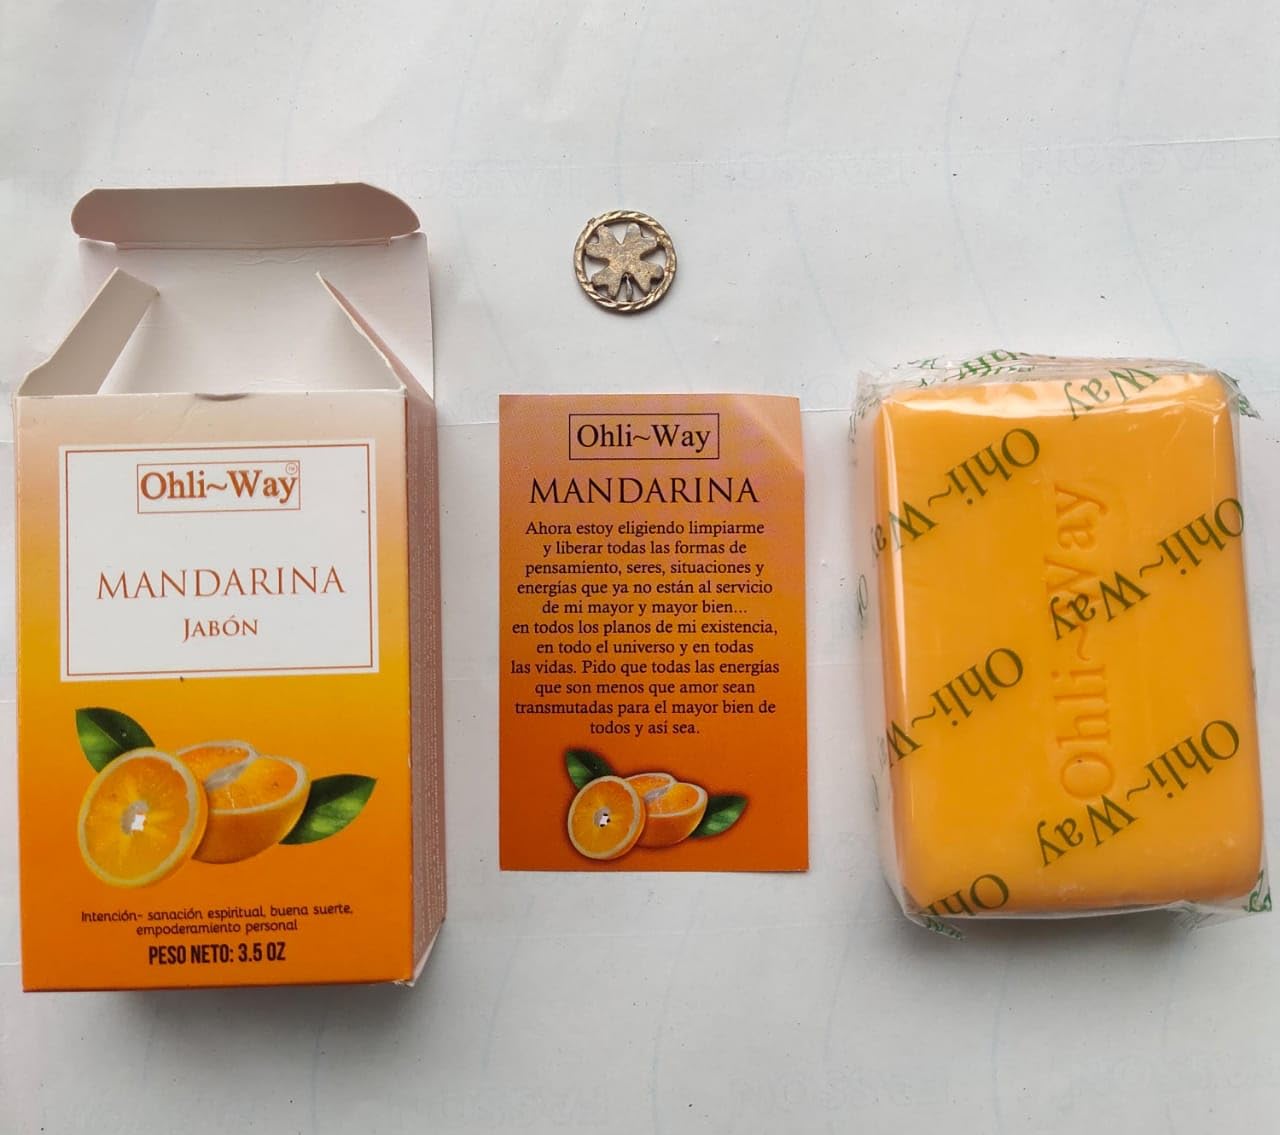 Ohli~Way
TM
MANDARINA
JABÓN
Intención- sanación espiritual, buena suerte,
empoderamiento personal
PESO NETO: 3.5 OZ
Ohli~Way
MANDARINA
Ahora estoy eligiendo limpiarme
y liberar todas las formas de
pensamiento, seres, situaciones y
energías que ya no están al servicio
de mi mayor y mayor bien...
en todos los planos de mi existencia,
en todo el universo y en todas
las vidas. Pido que todas las energías
que son menos que amor sean
transmutadas para el mayor bien de
todos y así sea.
Way
Ohli~Way
Ohli~Way
Ohli~Way
Ohli~W
Ohli~Way
Ohli